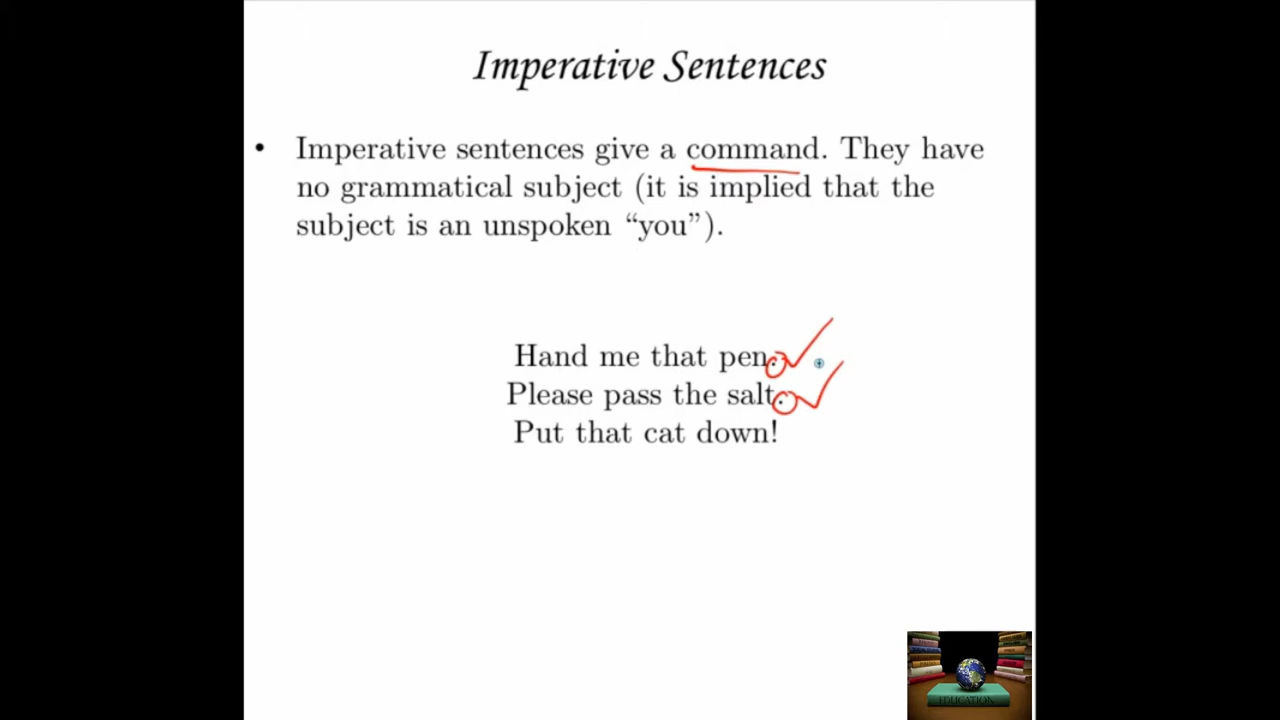 Imperative Sentences
• Imperative sentences give a command. They have
no grammatical subject (it is implied that the
subject is an unspoken “you”).
Hand me that pen.
Please pass the salt.
Put that cat down!
EDUCATION